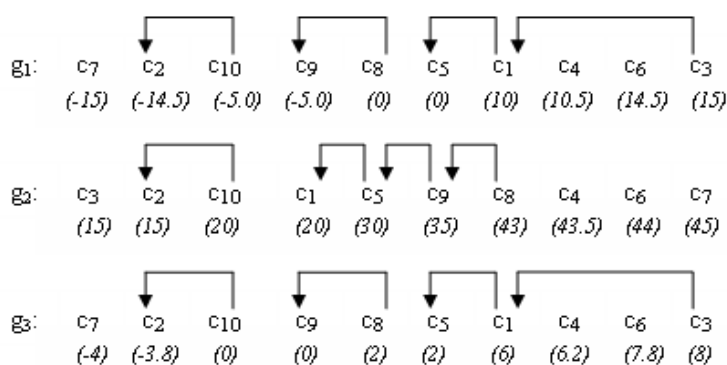 g1: c7 c2 c10 c9 c8 c5 c1 c4 c6 c3
(-15) (-14.5) (-5.0) (-5.0) (0) (0) (10) (10.5) (14.5) (15)
g2: c3 c2 c10 c1 c5 c9 c8 c4 c6 c7
(15) (15) (20) (20) (30) (35) (43) (43.5) (44) (45)
g3: c7 c2 c10 c9 c8 c5 c1 c4 c6 c3
(-4) (-3.8) (0) (0) (2) (2) (6) (6.2) (7.8) (8)